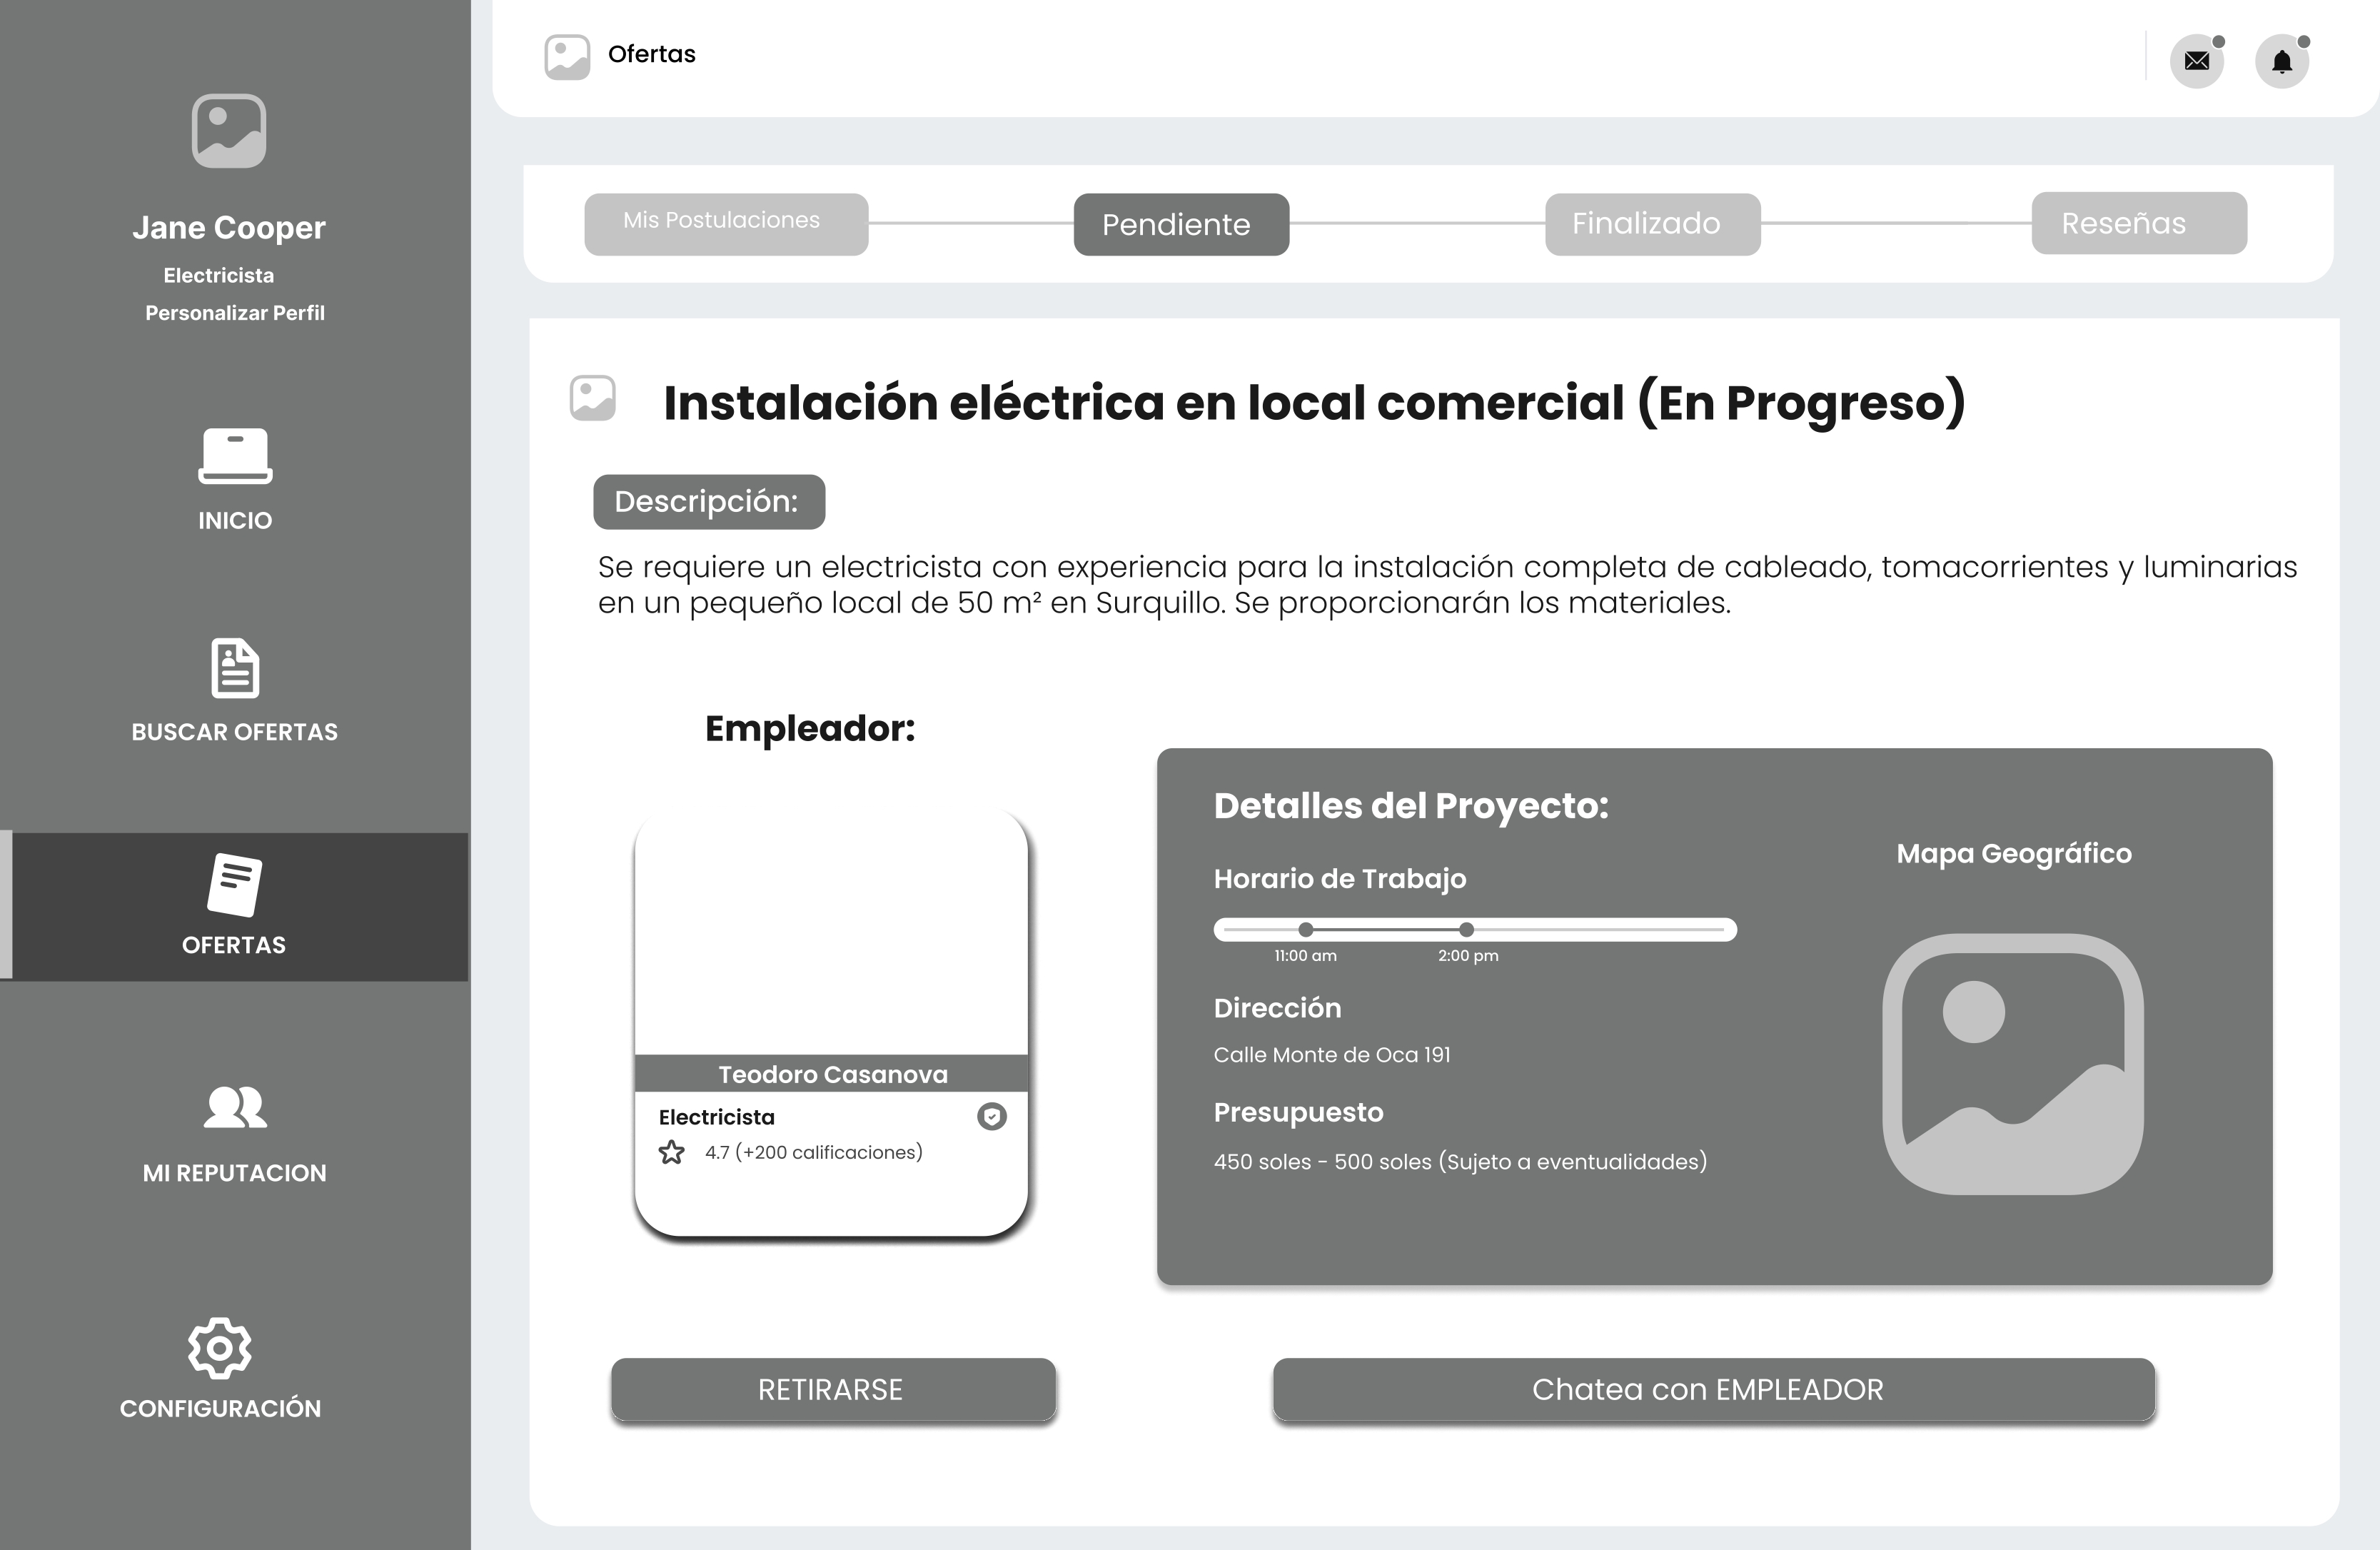 Jane Cooper
Electricista
Personalizar Perfil
INICIO
BUSCAR OFERTAS
OFERTAS
MI REPUTACION
CONFIGURACIÓN
Ofertas
Mis Postulaciones
Pendiente
Finalizado
Reseñas
Instalación eléctrica en local comercial (En Progreso)
Descripción:
Se requiere un electricista con experiencia para la instalación completa de cableado, tomacorrientes y luminarias
en un pequeño local de 50 m² en Surquillo. Se proporcionarán los materiales.
Empleador:
Teodoro Casanova
Electricista
4.7 (+200 calificaciones)
Detalles del Proyecto:
Horario de Trabajo
11:00 am
2:00 pm
Dirección
Calle Monte de Oca 191
Presupuesto
450 soles - 500 soles (Sujeto a eventualidades)
Mapa Geográfico
RETIRARSE
Chatea con EMPLEADOR